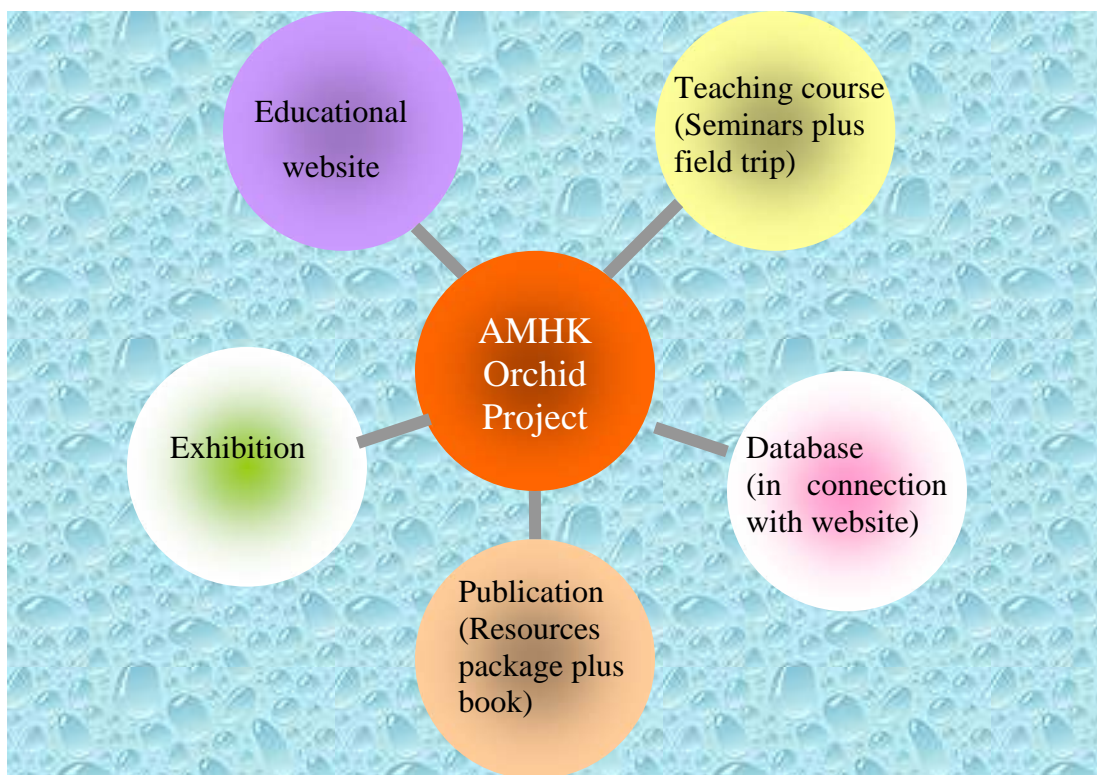 Educational
website
Teaching course
(Seminars plus
field trip)
AMHK
Orchid
Project
Exhibition
Database
(in connection
with website)
Publication
(Resources
package plus
book)